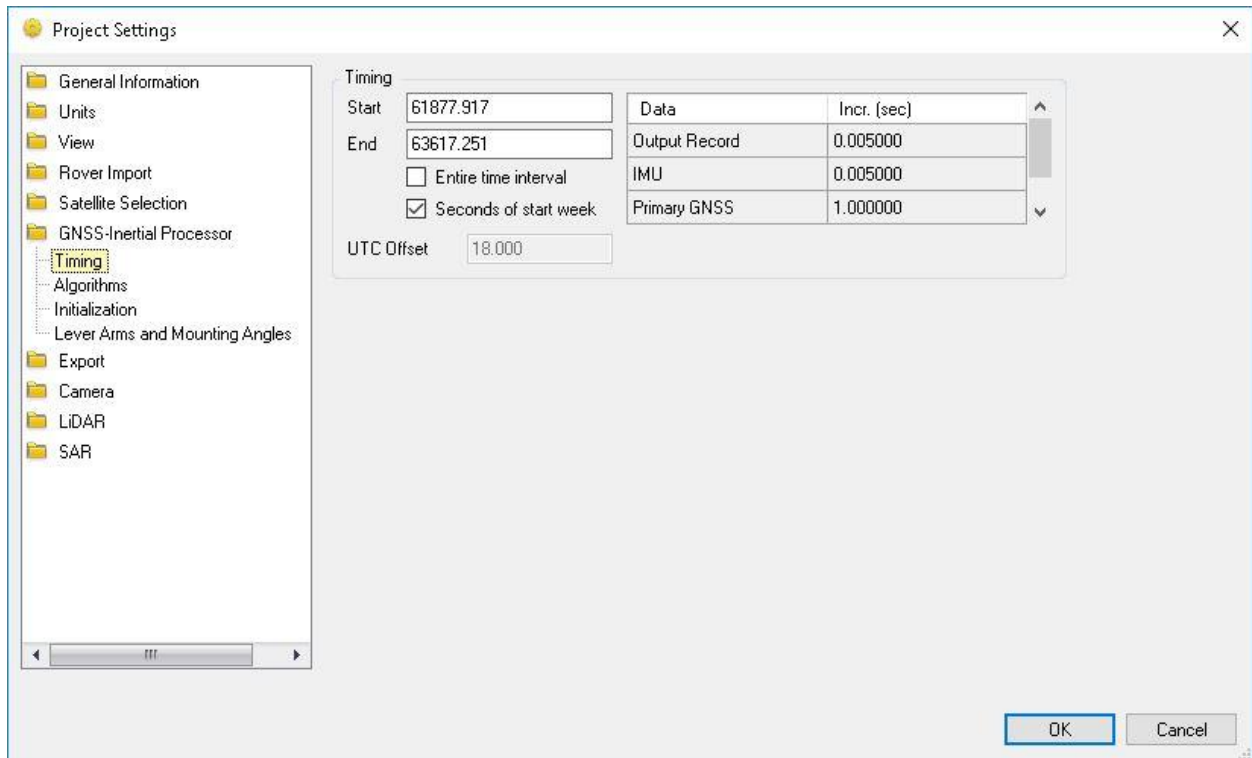 Project Settings
General Information
Units
View
Rover Import
Satellite Selection
GNSS-Inertial Processor
Timing
Algorithms
Initialization
Lever Arms and Mounting Angles
Export
Camera
LiDAR
SAR
Timing
Start 61877.917
End 63617.251
Entire time interval
Seconds of start week
UTC Offset 18.000
Data Incr. (sec)
Output Record 0.005000
IMU 0.005000
Primary GNSS 1.000000
OK Cancel